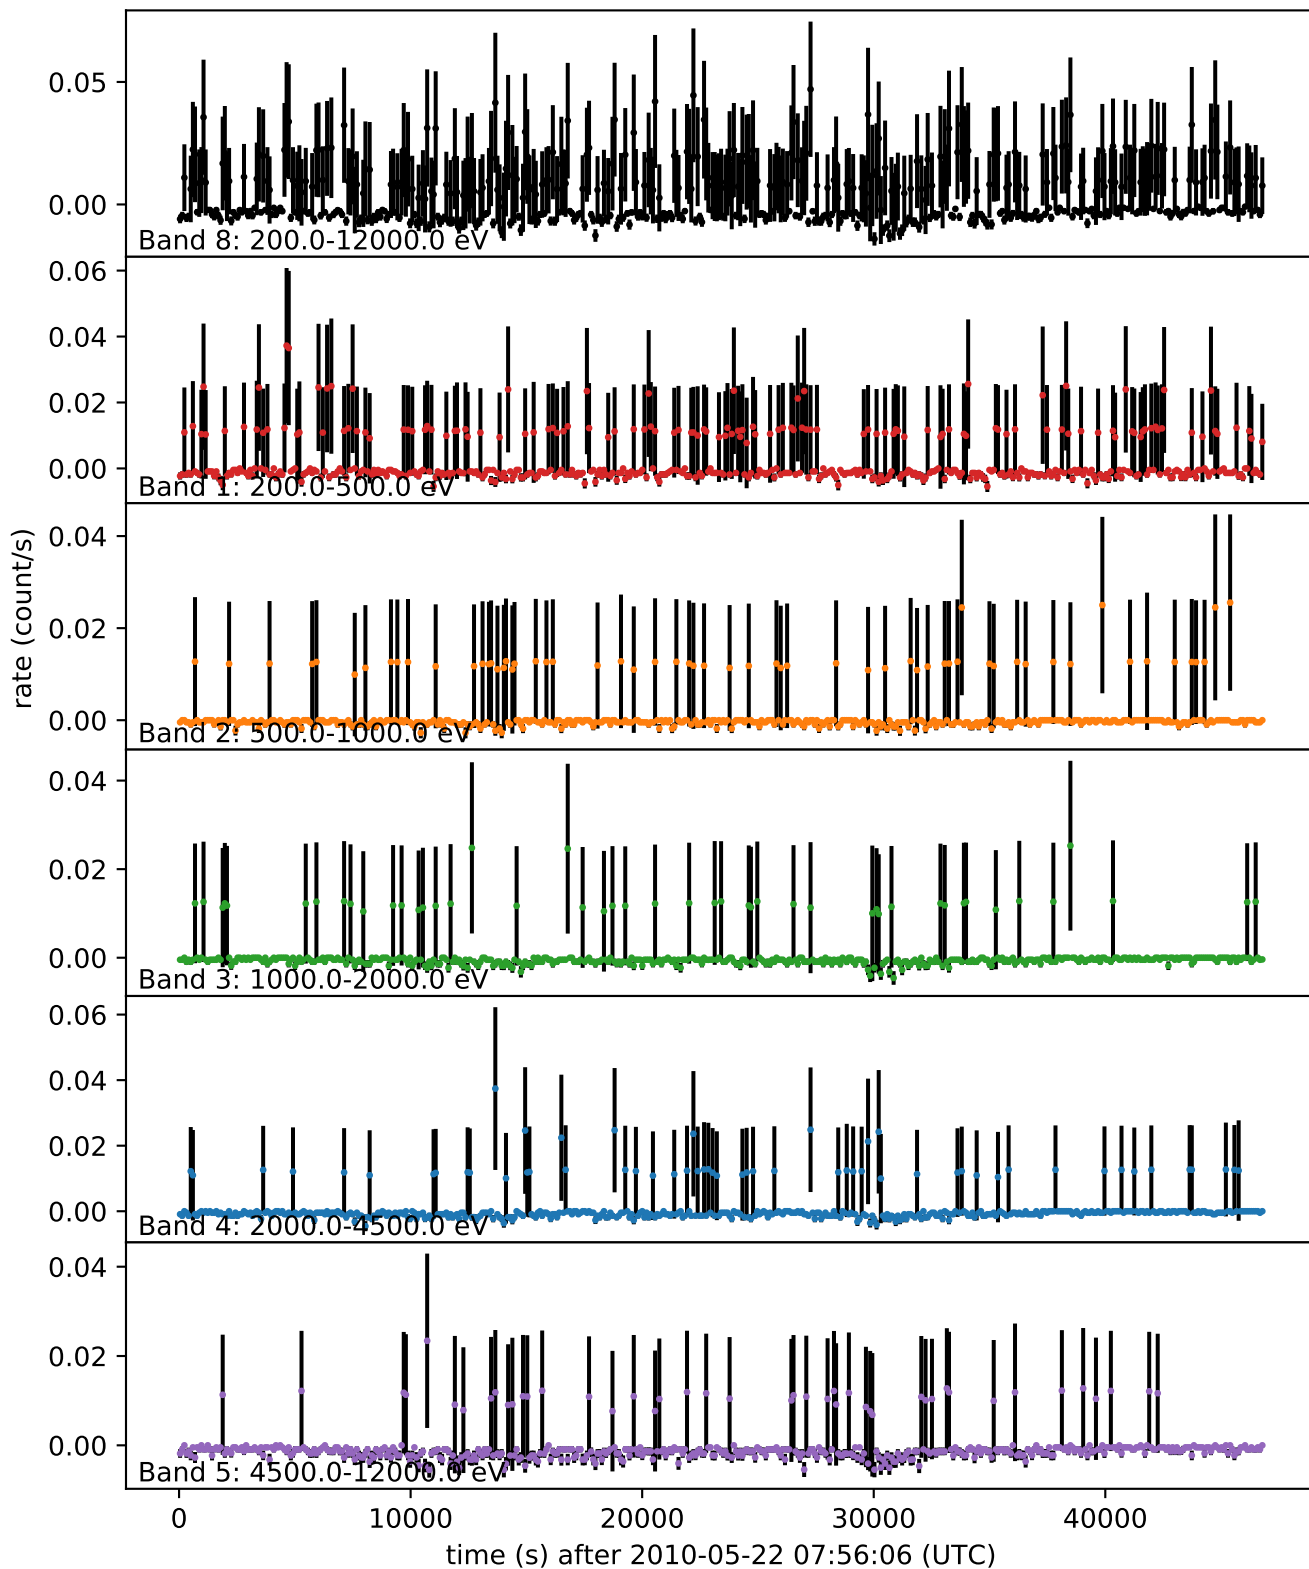 0.05
0.00
Band 8: 200.0-12000.0 eV
0.06
0.04
0.02
0.00
Band 1: 200.0-500.0 eV
0.04
0.02
0.00
Band 2: 500.0-1000.0 eV
rate (count/s)
0.04
0.02
0.00
Band 3: 1000.0-2000.0 eV
0.06
0.04
0.02
0.00
Band 4: 2000.0-4500.0 eV
0.04
0.02
0.00
Band 5: 4500.0-12000.0 eV
0 10000 20000 30000 40000
time (s) after 2010-05-22 07:56:06 (UTC)